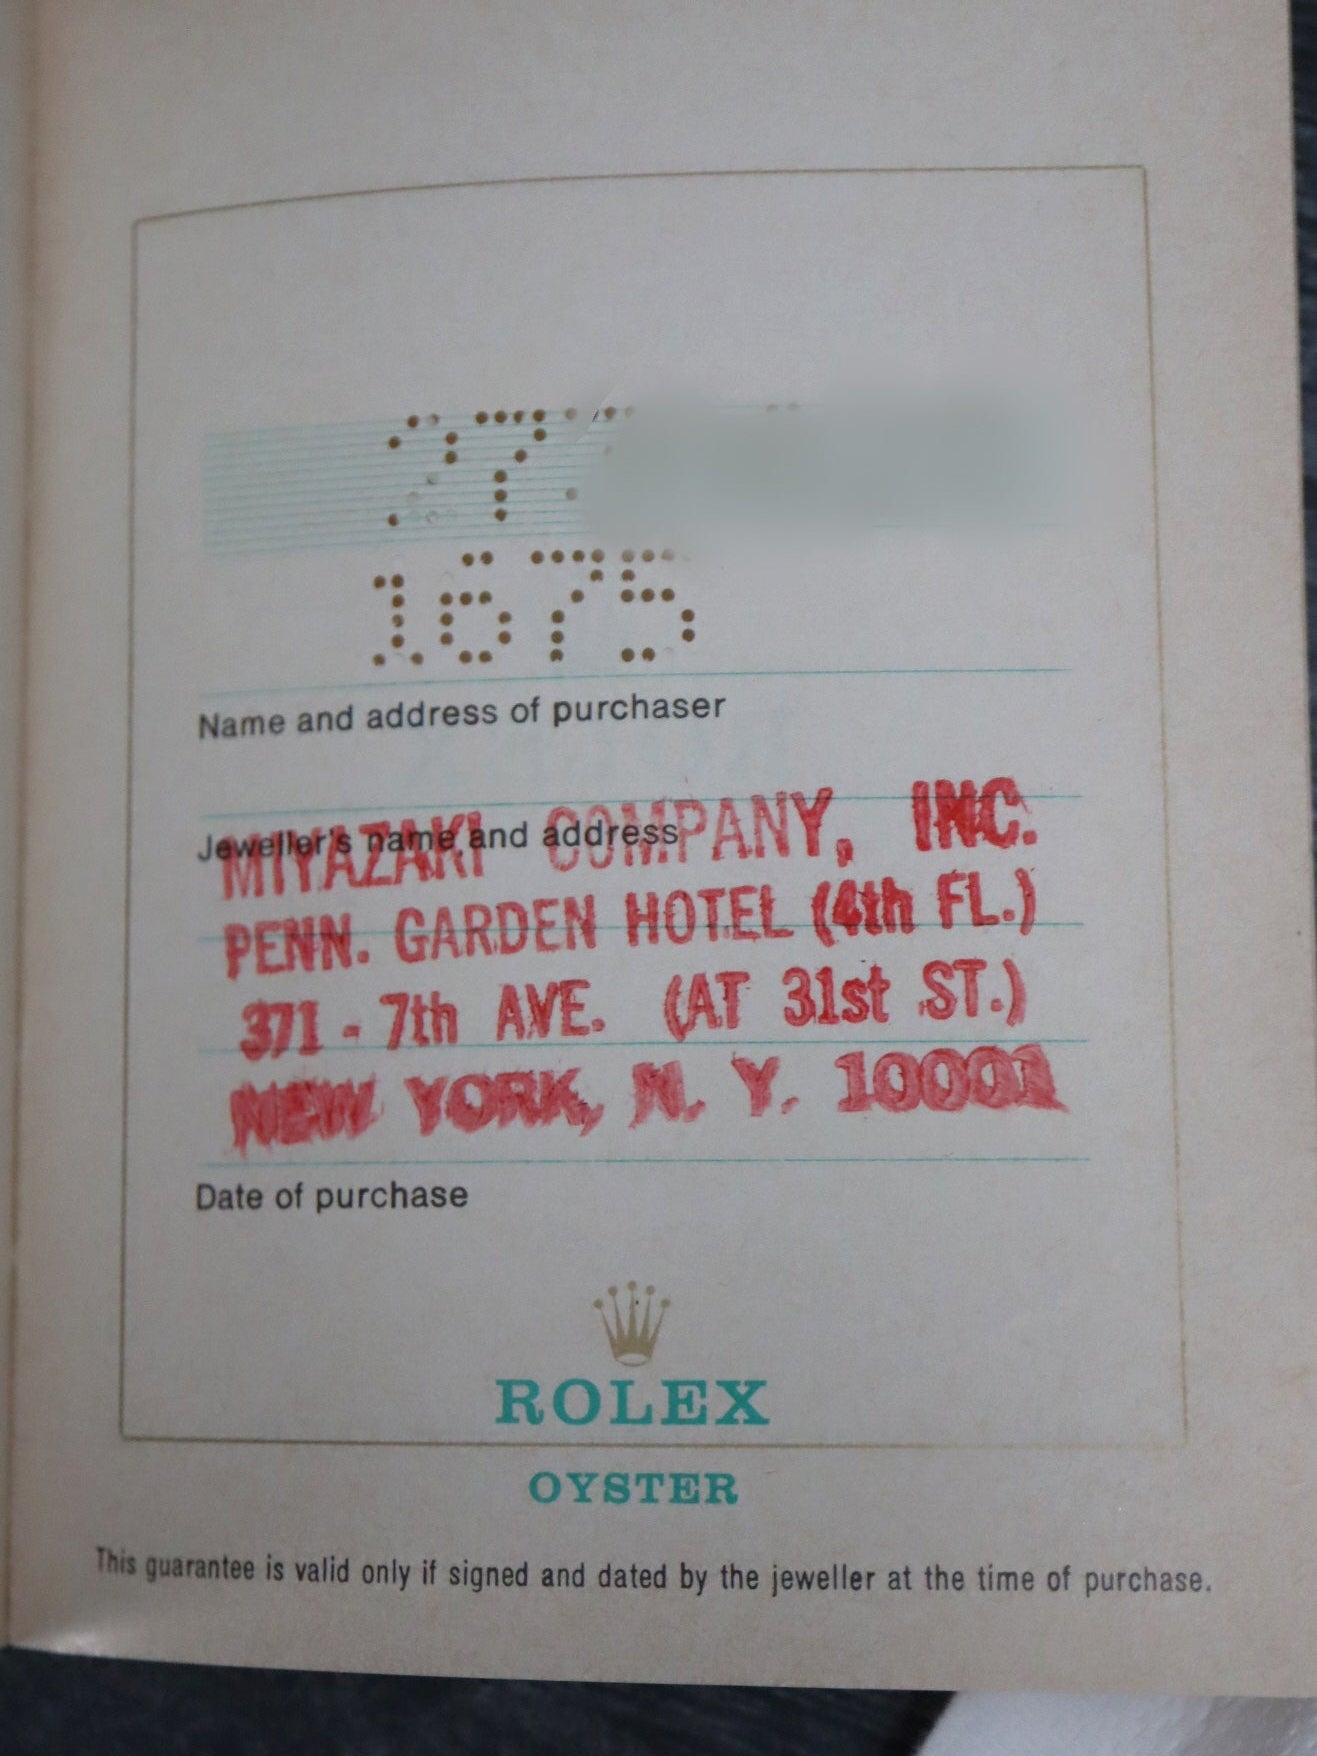 27
1675
Name and address of purchaser
MIYAZAKI COMPANY, INC.
Jeweller's name and address
PENN. GARDEN HOTEL (4th FL.)
371 - 7th AVE. (AT 31st ST.)
NEW YORK, N. Y. 10001
Date of purchase
ROLEX
OYSTER
This guarantee is valid only if signed and dated by the jeweller at the time of purchase.